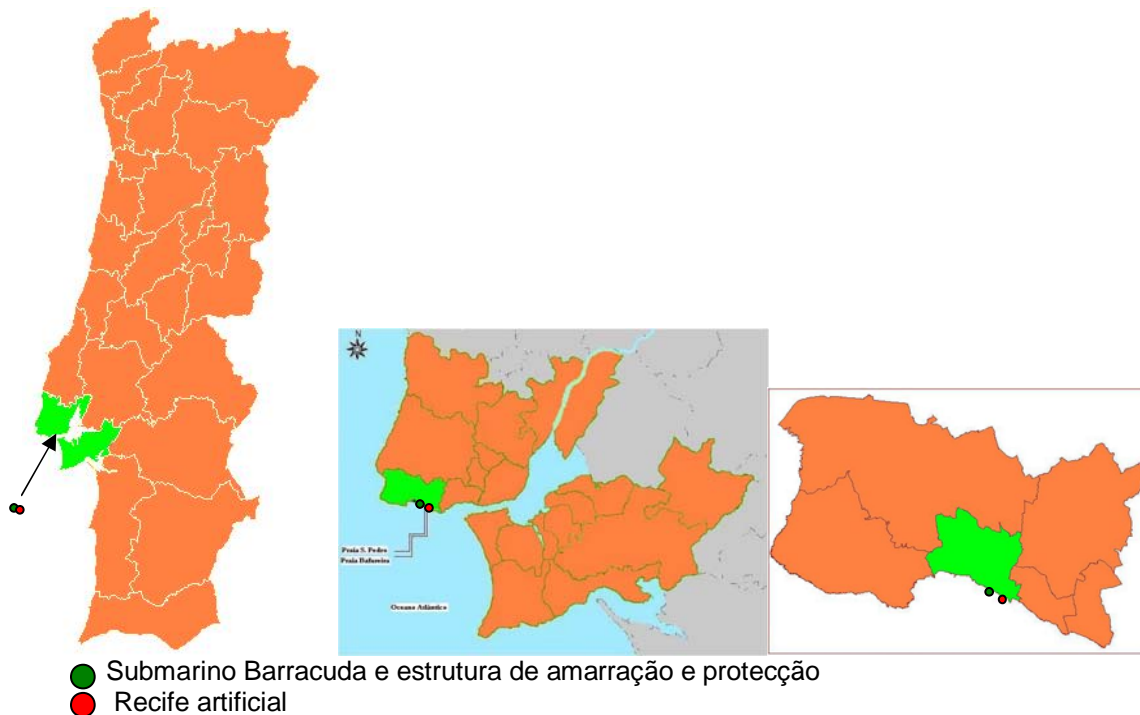 N
Praia S. Pedro
Praia Bafureira
Oceano Atlântico
Submarino Barracuda e estrutura de amarração e protecção
Recife artificial